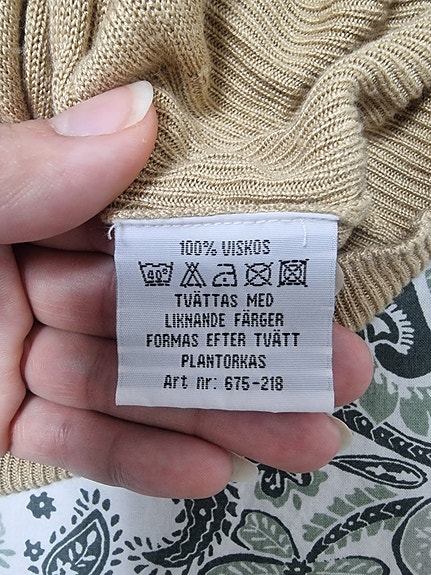 100% VISKOS
40°
TVÄTTAS MED
LIKNANDE FÄRGER
FORMAS EFTER TVÄTT
PLANTORKAS
Art nr: 675-218